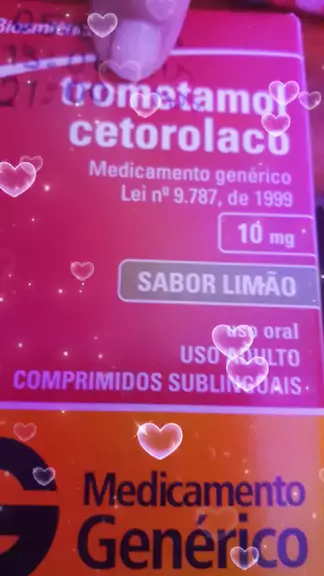 trometamol
cetorolaco
Medicamento genérico
Lei nº 9.787, de 1999
10 mg
SABOR LIMÃO
uso oral
USO ADULTO
COMPRIMIDOS SUBLINGUAIS
G
Medicamento
Genérico